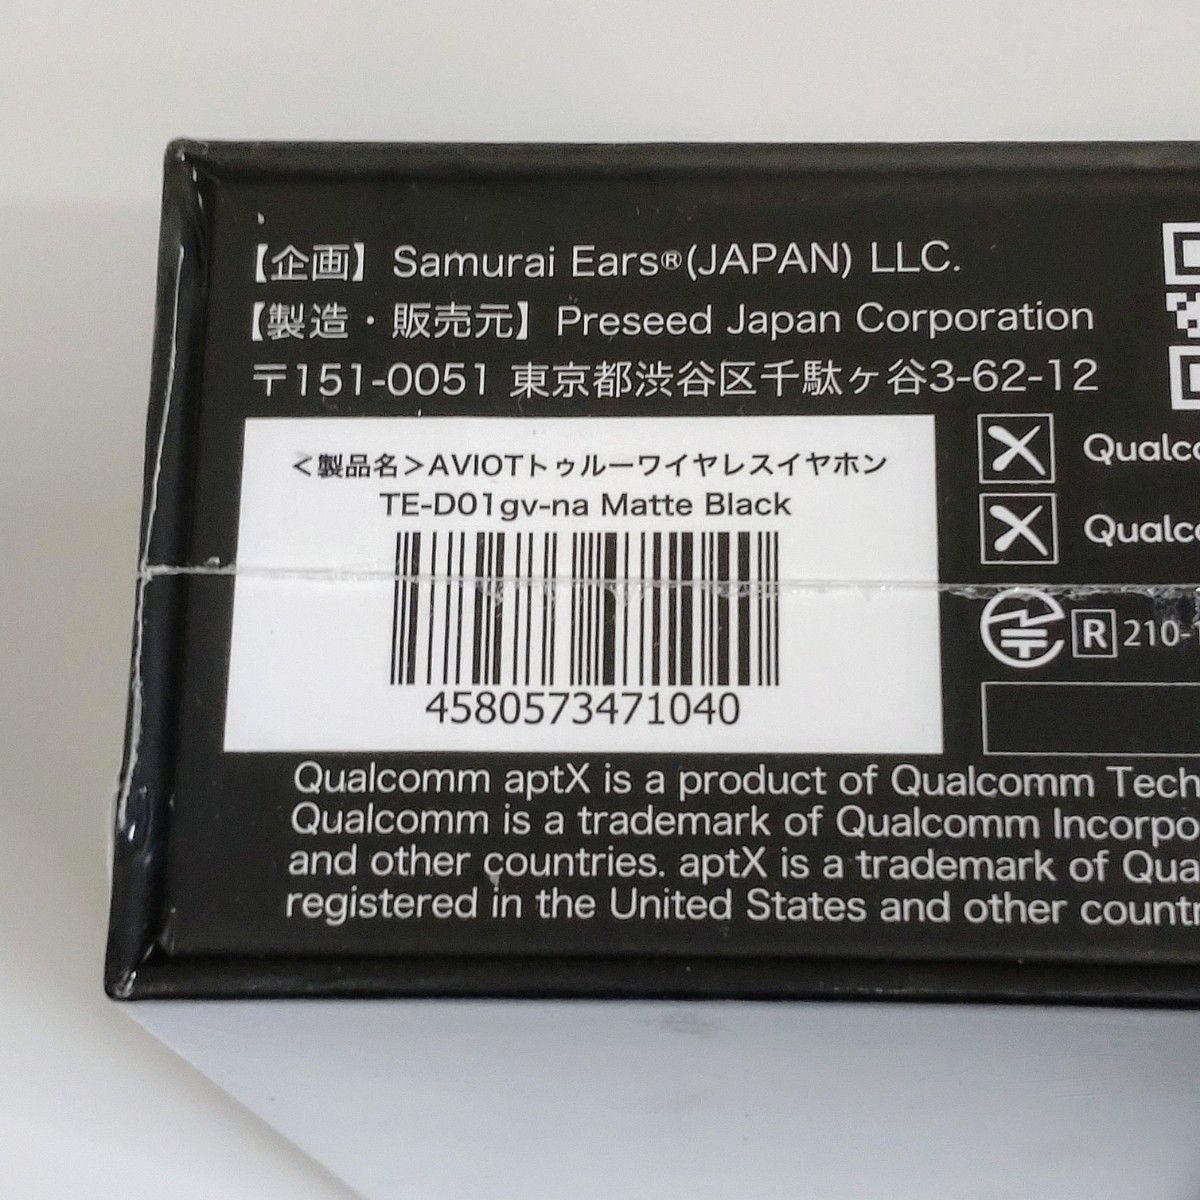 【企画】 Samurai Ears®(JAPAN) LLC.
【製造・販売元】 Preseed Japan Corporation
〒151-0051 東京都渋谷区千駄ヶ谷3-62-12
＜製品名＞AVIOTトゥルーワイヤレスイヤホン
TE-D01gv-na Matte Black
4580573471040
R 210-
Qualcomm aptX is a product of Qualcomm
Qualcomm is a trademark of Qualcomm
and other countries. aptX is a trademark of
registered in the United States and other